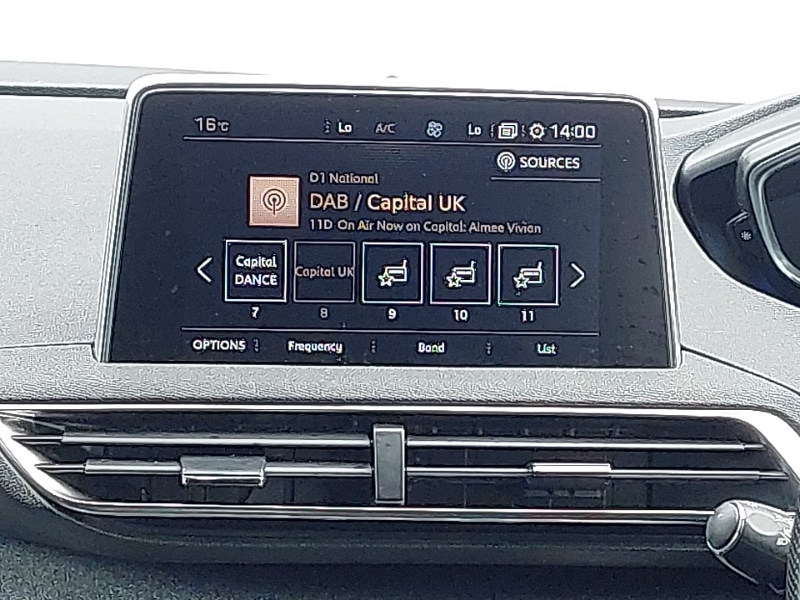 16°C Lo A/C Lo 14:00
SOURCES
D1 National
DAB / Capital UK
11D On Air Now on Capital: Aimee Vivian
Capital DANCE
Capital UK
7 8 9 10 11
OPTIONS Frequency Band List